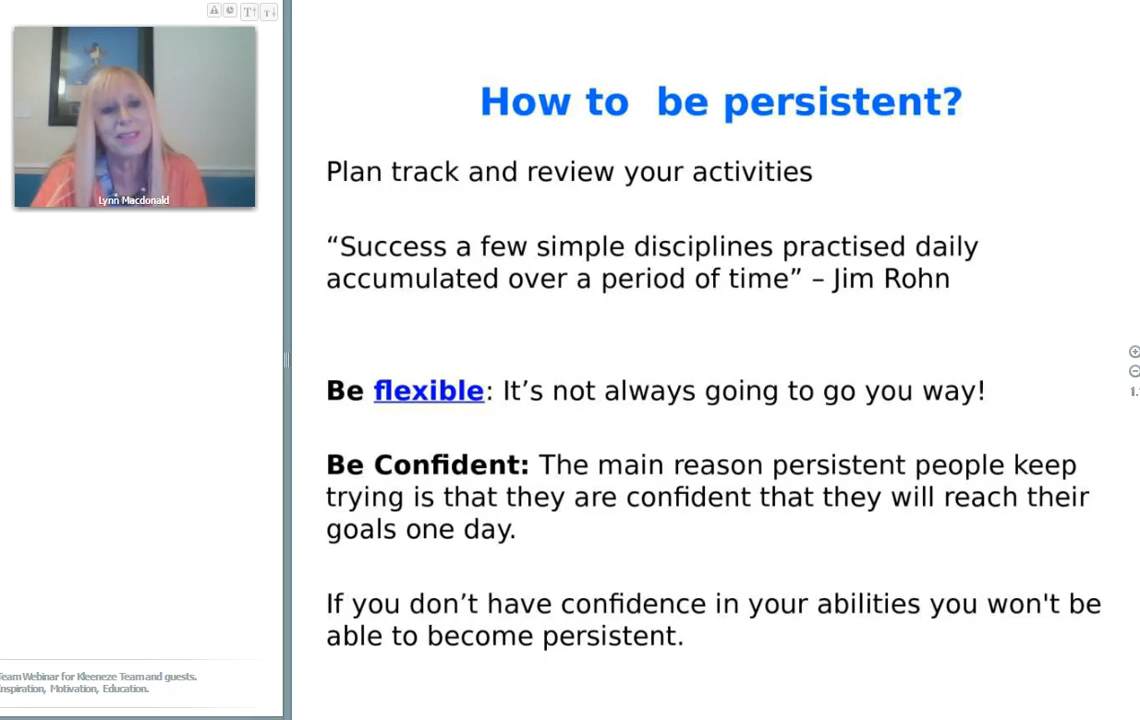 T↑ T↓
Lynn Macdonald
How to  be persistent?
Plan track and review your activities
“Success a few simple disciplines practised daily
accumulated over a period of time” – Jim Rohn
Be flexible: It’s not always going to go you way!
Be Confident: The main reason persistent people keep
trying is that they are confident that they will reach their
goals one day.
If you don’t have confidence in your abilities you won't be
able to become persistent.
Team Webinar for Kleeneze Team and guests.
Inspiration, Motivation, Education.